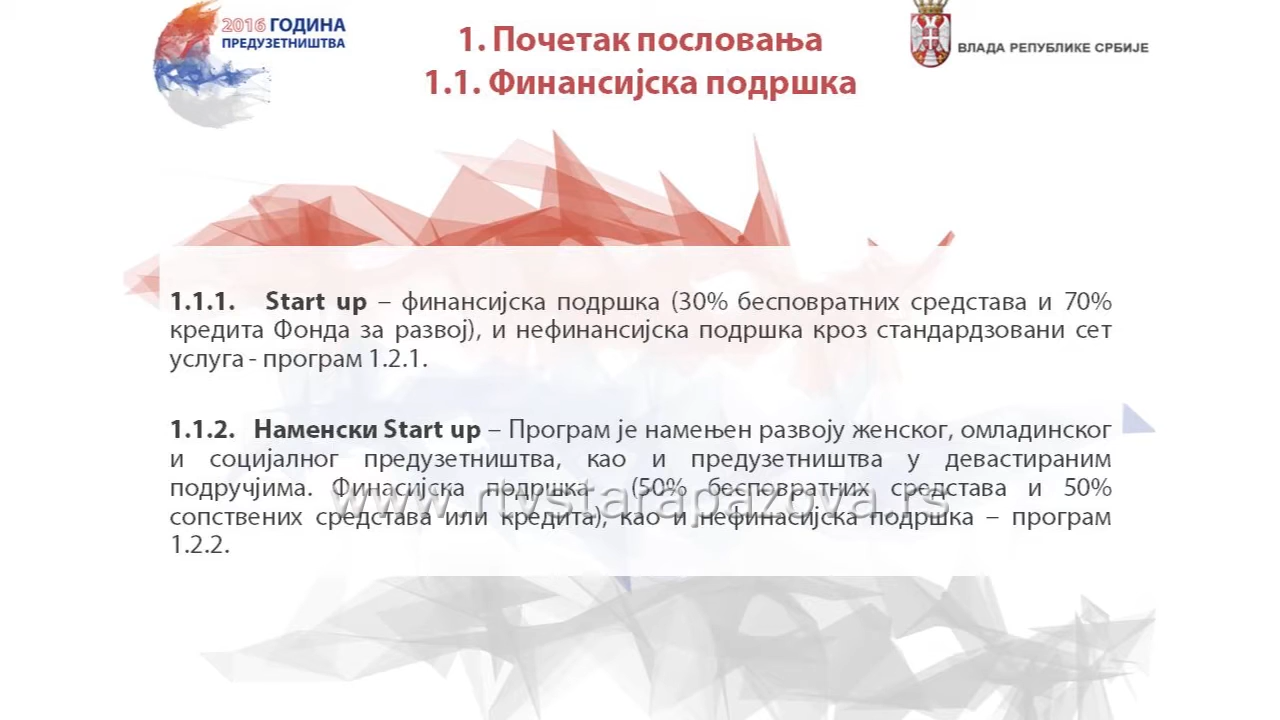 2016 ГОДИНА
ПРЕДУЗЕТНИШТВА
1. Почетак пословања
1.1. Финансијска подршка
ВЛАДА РЕПУБЛИКЕ СРБИЈЕ
1.1.1. Start up – финансијска подршка (30% бесповратних средстава и 70%
кредита Фонда за развој), и нефинансијска подршка кроз стандардзовани сет
услуга - програм 1.2.1.
1.1.2. Наменски Start up – Програм је намењен развоју женског, омладинског
и социјалног предузетништва, као и предузетништва у девастираним
подручјима. Финасијска подршка (50% бесповратних средстава и 50%
сопствених средстава или кредита), као и нефинасијска подршка – програм
1.2.2.
www.rtvstarapazova.rs